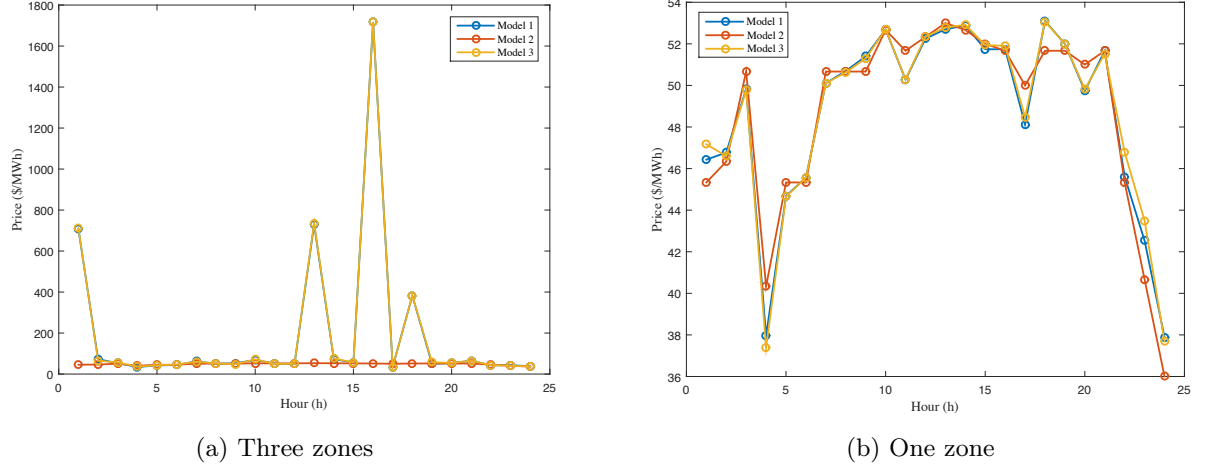 1800
1600
1400
1200
1000
800
600
400
200
0
Price ($/MWh)
0 5 10 15 20 25
Hour (h)
Model 1
Model 2
Model 3
(a) Three zones
54
52
50
48
46
44
42
40
38
36
Price ($/MWh)
0 5 10 15 20 25
Hour (h)
Model 1
Model 2
Model 3
(b) One zone